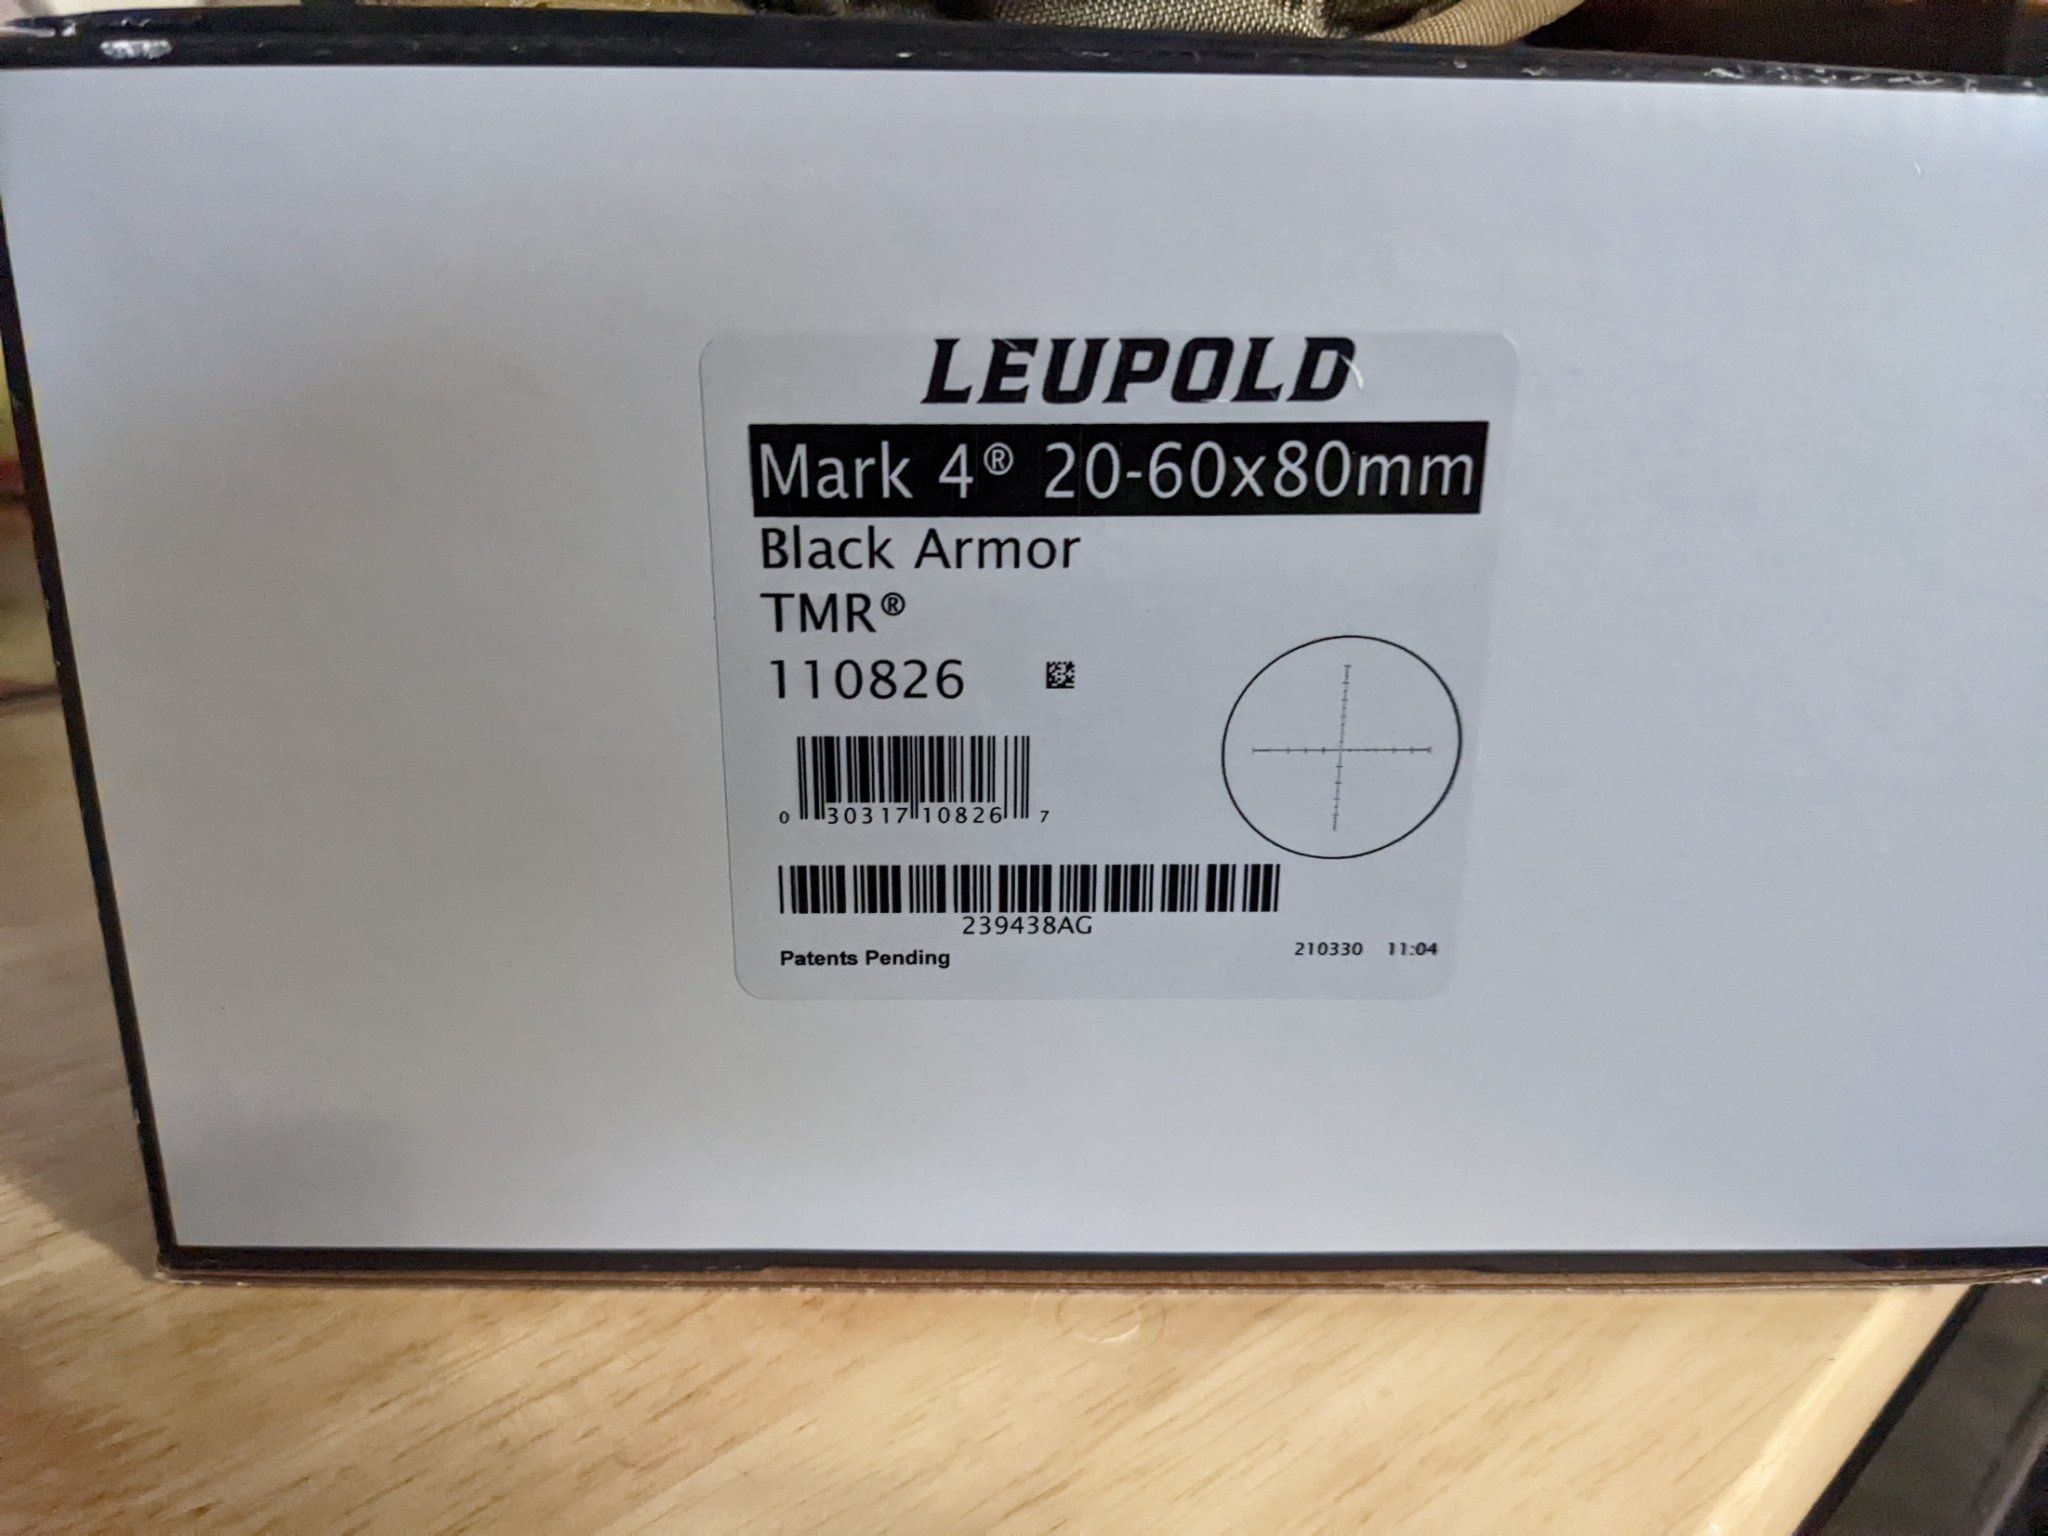 LEUPOLD
Mark 4® 20-60x80mm
Black Armor
TMR®
110826
0 30317 10826 7
239438AG
Patents Pending 210330 11:04